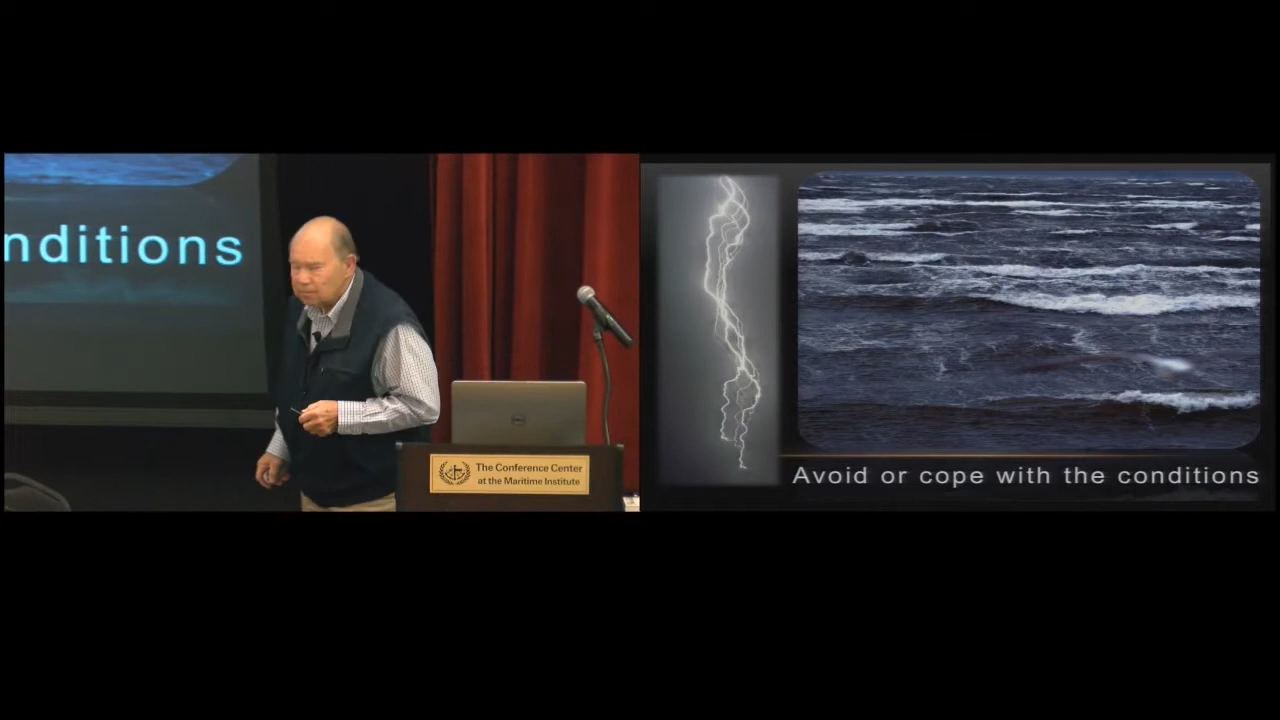 nditions
The Conference Center
at the Maritime Institute
Avoid or cope with the conditions